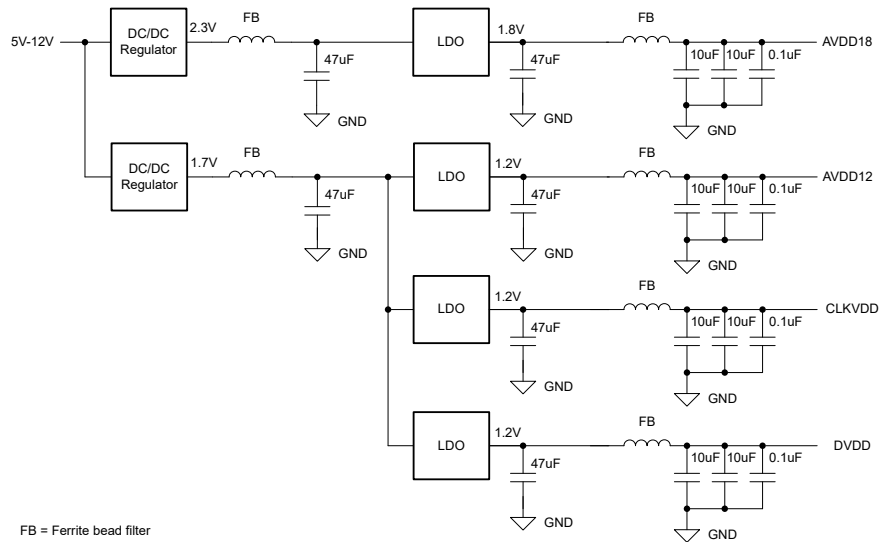 FB
FB
5V-12V
DC/DC
Regulator
2.3V
LDO
1.8V
AVDD18
47uF
47uF
10uF
10uF
0.1uF
GND
GND
GND
FB
FB
DC/DC
Regulator
1.7V
LDO
1.2V
AVDD12
47uF
47uF
10uF
10uF
0.1uF
GND
GND
GND
FB
LDO
1.2V
CLKVDD
47uF
10uF
10uF
0.1uF
GND
GND
FB
LDO
1.2V
DVDD
47uF
10uF
10uF
0.1uF
GND
GND
FB = Ferrite bead filter